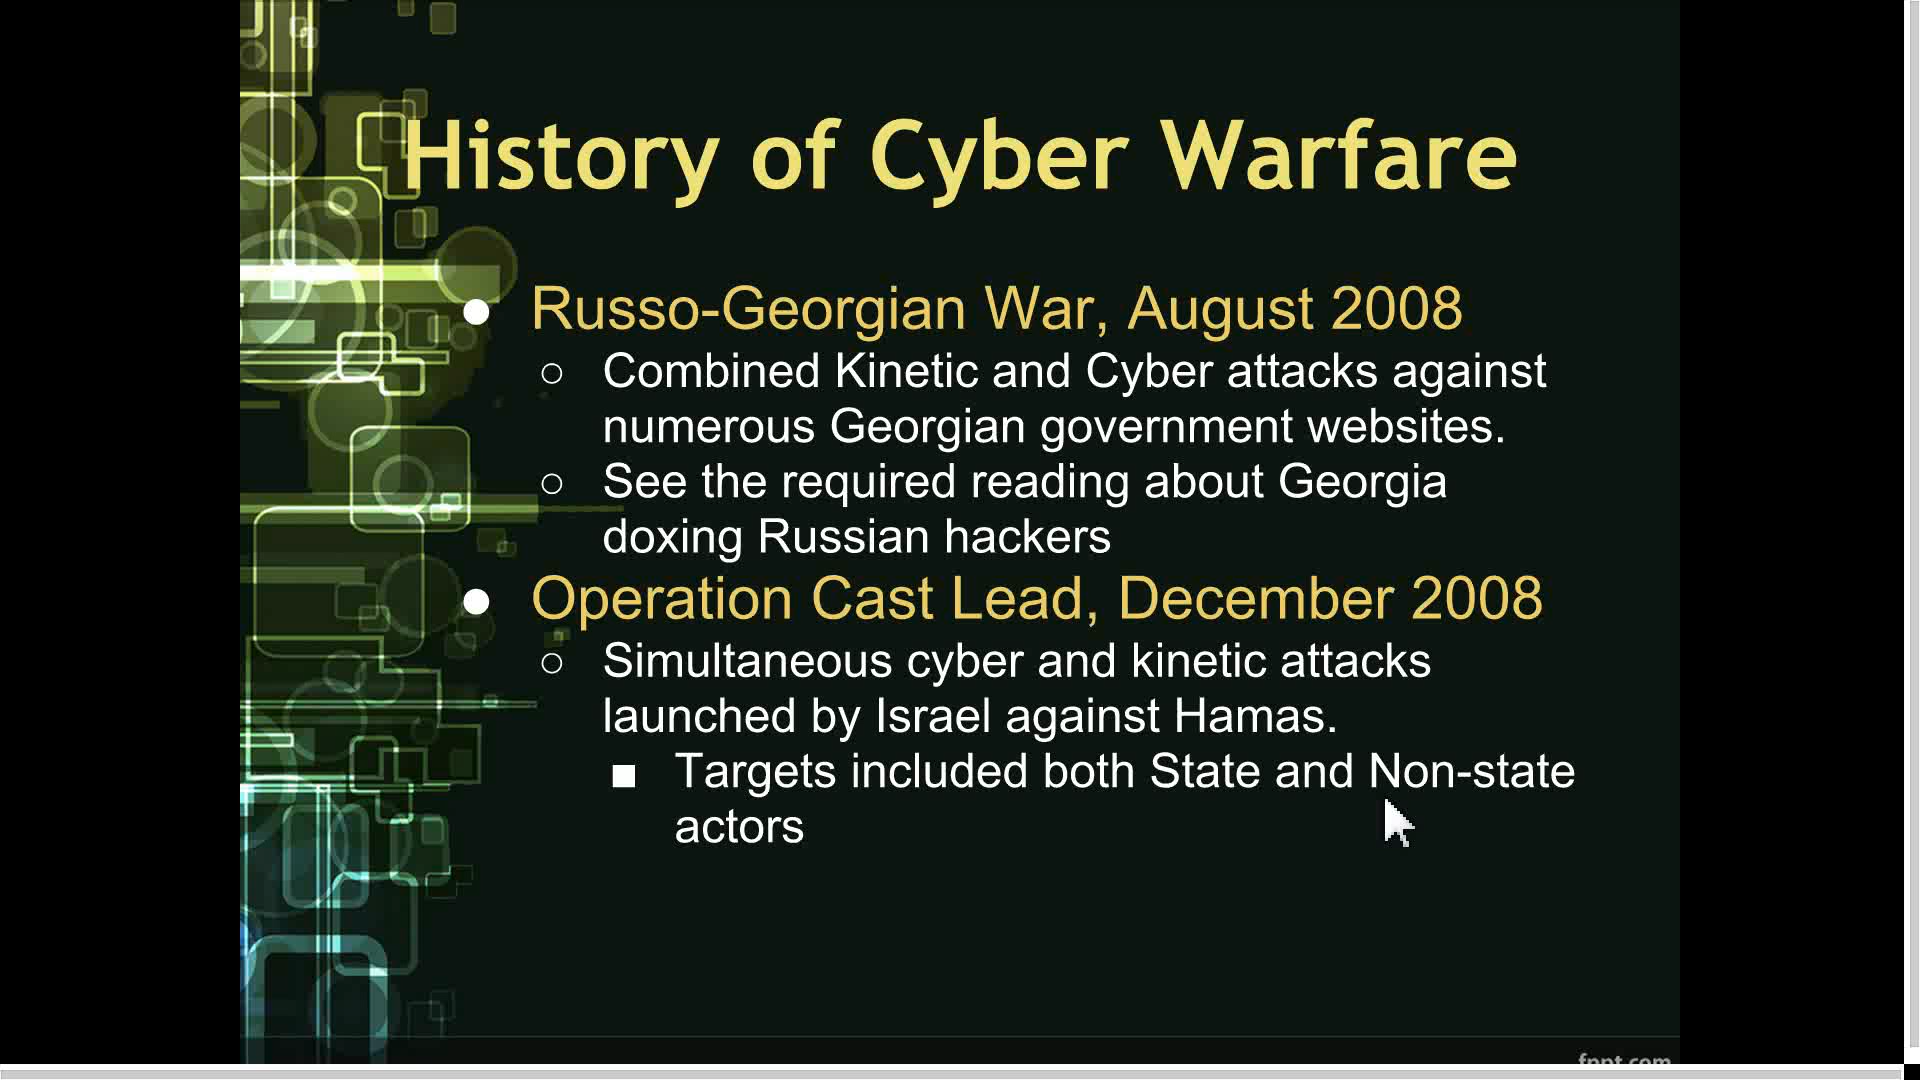 History of Cyber Warfare
● Russo-Georgian War, August 2008
○ Combined Kinetic and Cyber attacks against
numerous Georgian government websites.
○ See the required reading about Georgia
doxing Russian hackers
● Operation Cast Lead, December 2008
○ Simultaneous cyber and kinetic attacks
launched by Israel against Hamas.
■ Targets included both State and Non-state
actors
fppt.com